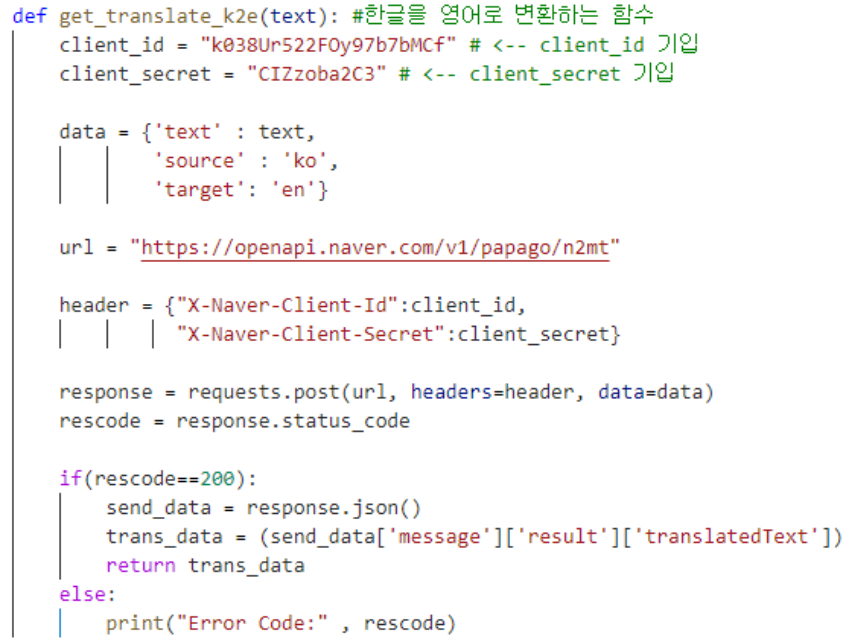 def get_translate_k2e(text): #한글을 영어로 변환하는 함수
client_id = "k038Ur522FOy97b7bMCf" # <-- client_id 기입
client_secret = "CIZzoba2C3" # <-- client_secret 기입
data = {'text' : text,
'source' : 'ko',
'target': 'en'}
url = "https://openapi.naver.com/v1/papago/n2mt"
header = {"X-Naver-Client-Id":client_id,
"X-Naver-Client-Secret":client_secret}
response = requests.post(url, headers=header, data=data)
rescode = response.status_code
if(rescode==200):
send_data = response.json()
trans_data = (send_data['message']['result']['translatedText'])
return trans_data
else:
print("Error Code:" , rescode)